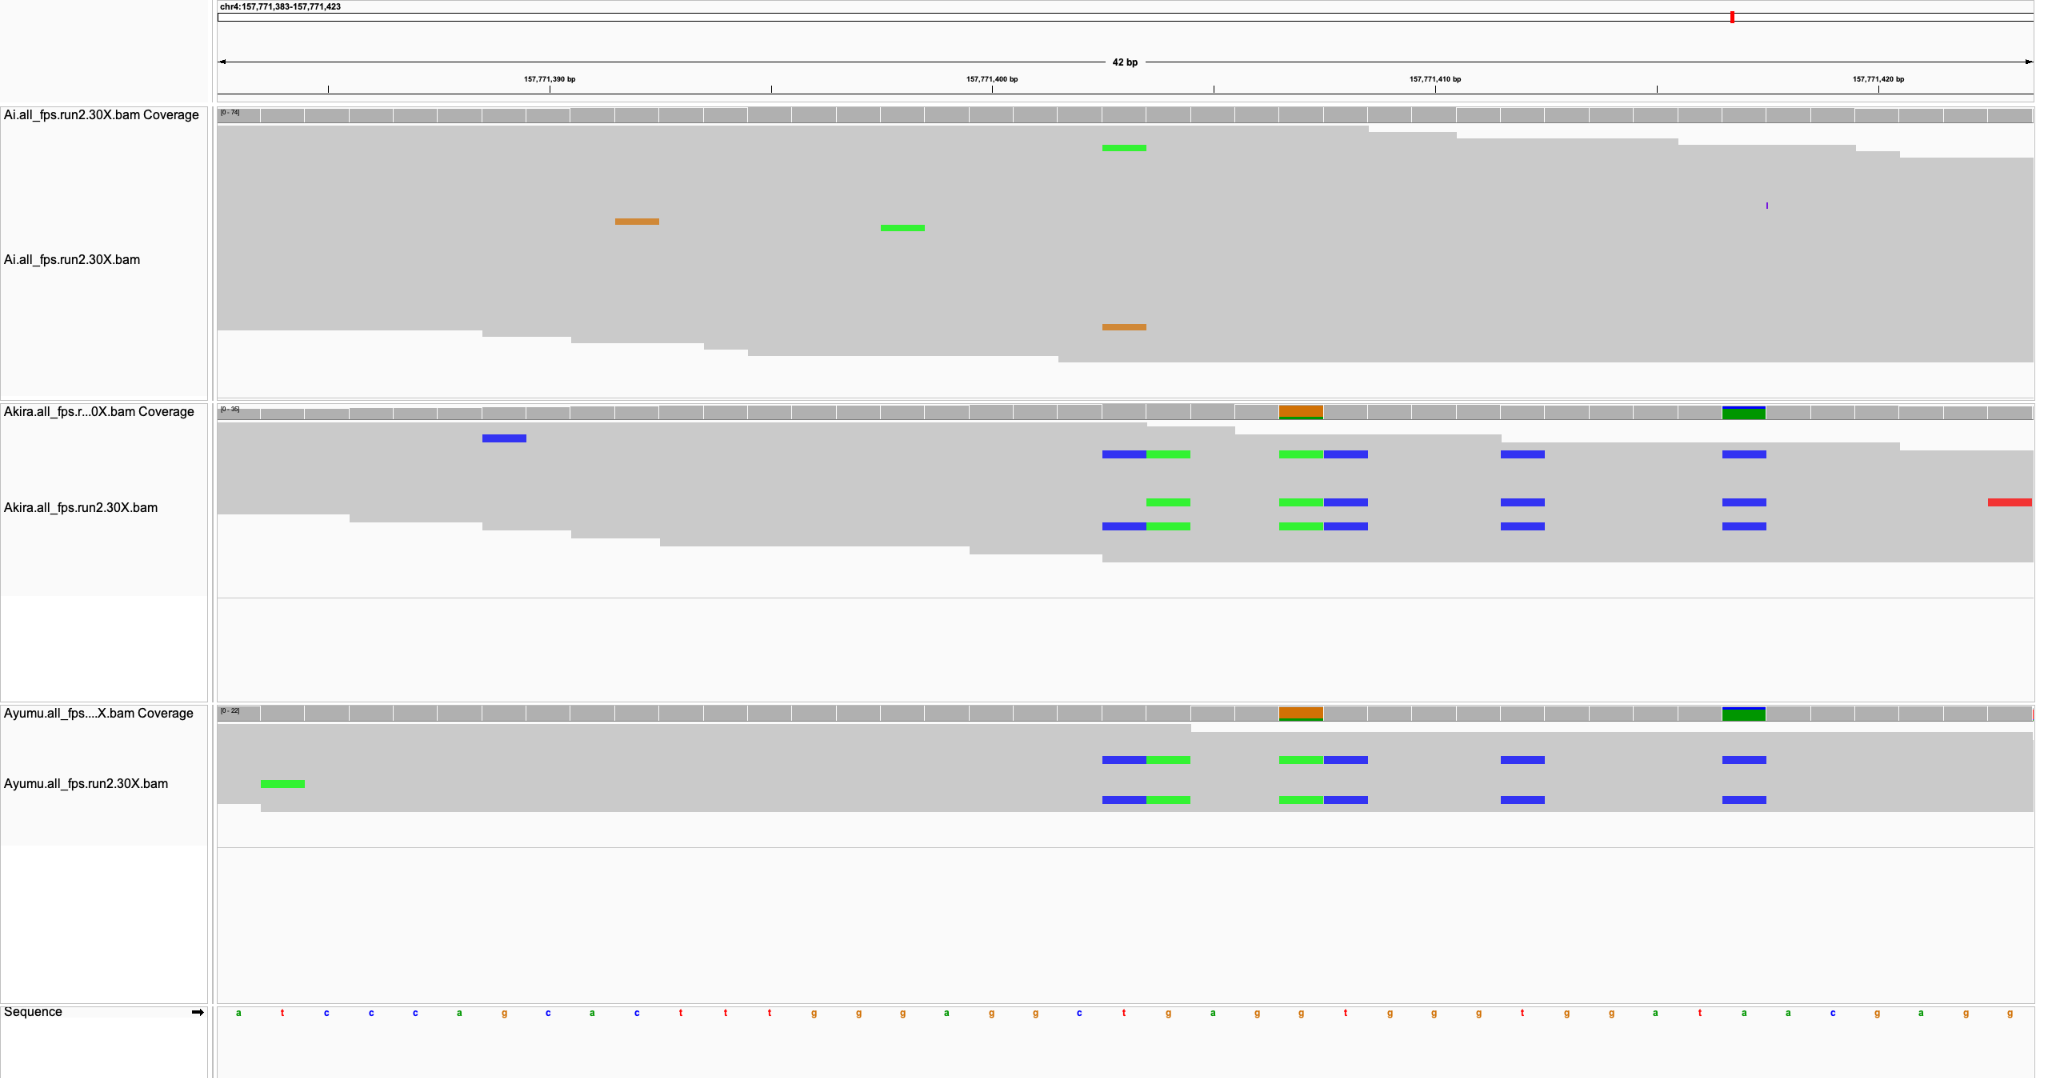 chr4:157,771,383-157,771,423
42 bp
157,771,390 bp 157,771,400 bp 157,771,410 bp 157,771,420 bp
Ai.all_fps.run2.30X.bam Coverage
[0 - 74]
Ai.all_fps.run2.30X.bam
Akira.all_fps.r...0X.bam Coverage
[0 - 35]
Akira.all_fps.run2.30X.bam
Ayumu.all_fps....X.bam Coverage
[0 - 22]
Ayumu.all_fps.run2.30X.bam
Sequence
a t c c c a g c a c t t t g g g a g g c t g a g g t g g g t g g a t a a c g a g g